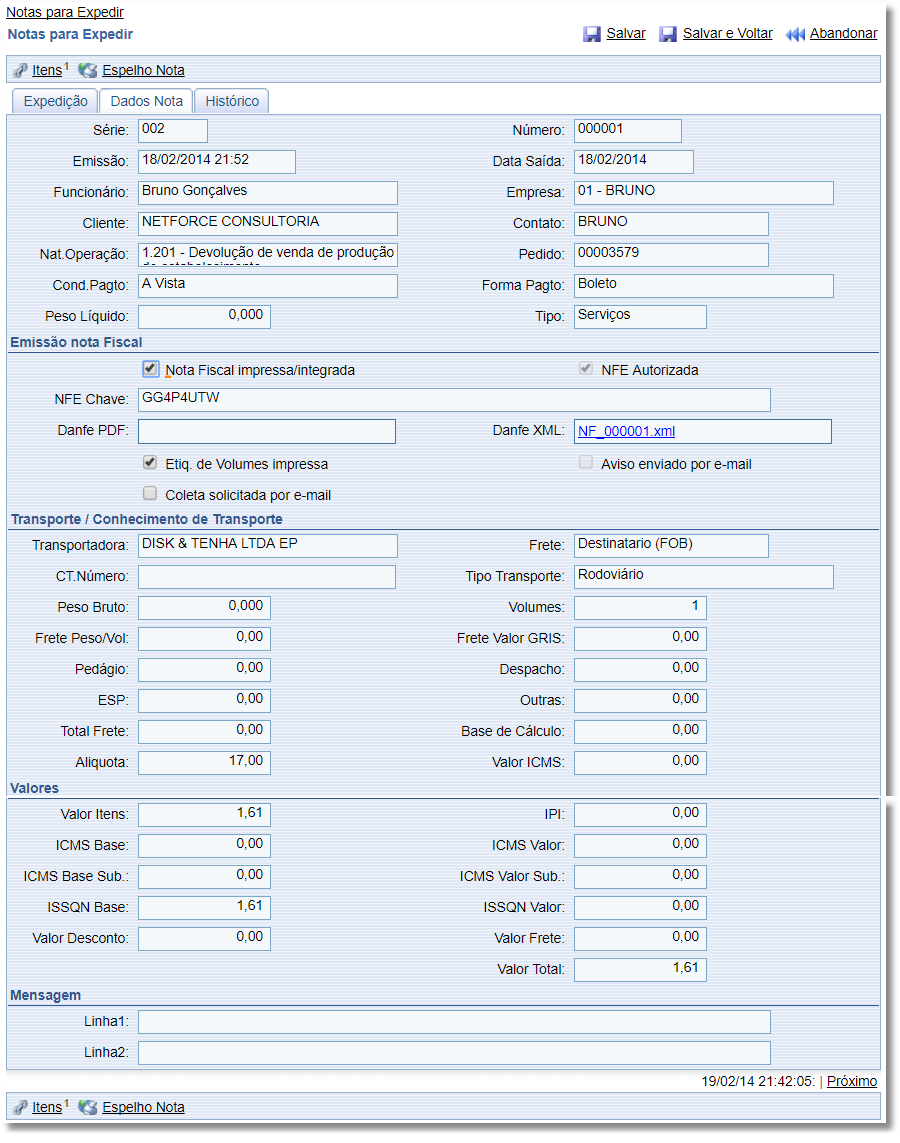 Notas para Expedir
Notas para Expedir Salvar Salvar e Voltar Abandonar
Itens 1 Espelho Nota
Expedição Dados Nota Histórico
Série: 002 Número: 000001
Emissão: 18/02/2014 21:52 Data Saída: 18/02/2014
Funcionário: Bruno Gonçalves Empresa: 01 - BRUNO
Cliente: NETFORCE CONSULTORIA Contato: BRUNO
Nat.Operação: 1.201 - Devolução de venda de produção Pedido: 00003579
Cond.Pagto: A Vista Forma Pagto: Boleto
Peso Líquido: 0,000 Tipo: Serviços
Emissão nota Fiscal
Nota Fiscal impressa/integrada NFE Autorizada
NFE Chave: GG4P4UTW
Danfe PDF: Danfe XML: NF_000001.xml
Etiq. de Volumes impressa Aviso enviado por e-mail
Coleta solicitada por e-mail
Transporte / Conhecimento de Transporte
Transportadora: DISK & TENHA LTDA EP Frete: Destinatario (FOB)
CT.Número: Tipo Transporte: Rodoviário
Peso Bruto: 0,000 Volumes: 1
Frete Peso/Vol: 0,00 Frete Valor GRIS: 0,00
Pedágio: 0,00 Despacho: 0,00
ESP: 0,00 Outras: 0,00
Total Frete: 0,00 Base de Cálculo: 0,00
Aliquota: 17,00 Valor ICMS: 0,00
Valores
Valor Itens: 1,61 IPI: 0,00
ICMS Base: 0,00 ICMS Valor: 0,00
ICMS Base Sub.: 0,00 ICMS Valor Sub.: 0,00
ISSQN Base: 1,61 ISSQN Valor: 0,00
Valor Desconto: 0,00 Valor Frete: 0,00
Valor Total: 1,61
Mensagem
Linha1:
Linha2:
19/02/14 21:42:05: | Próximo
Itens 1 Espelho Nota